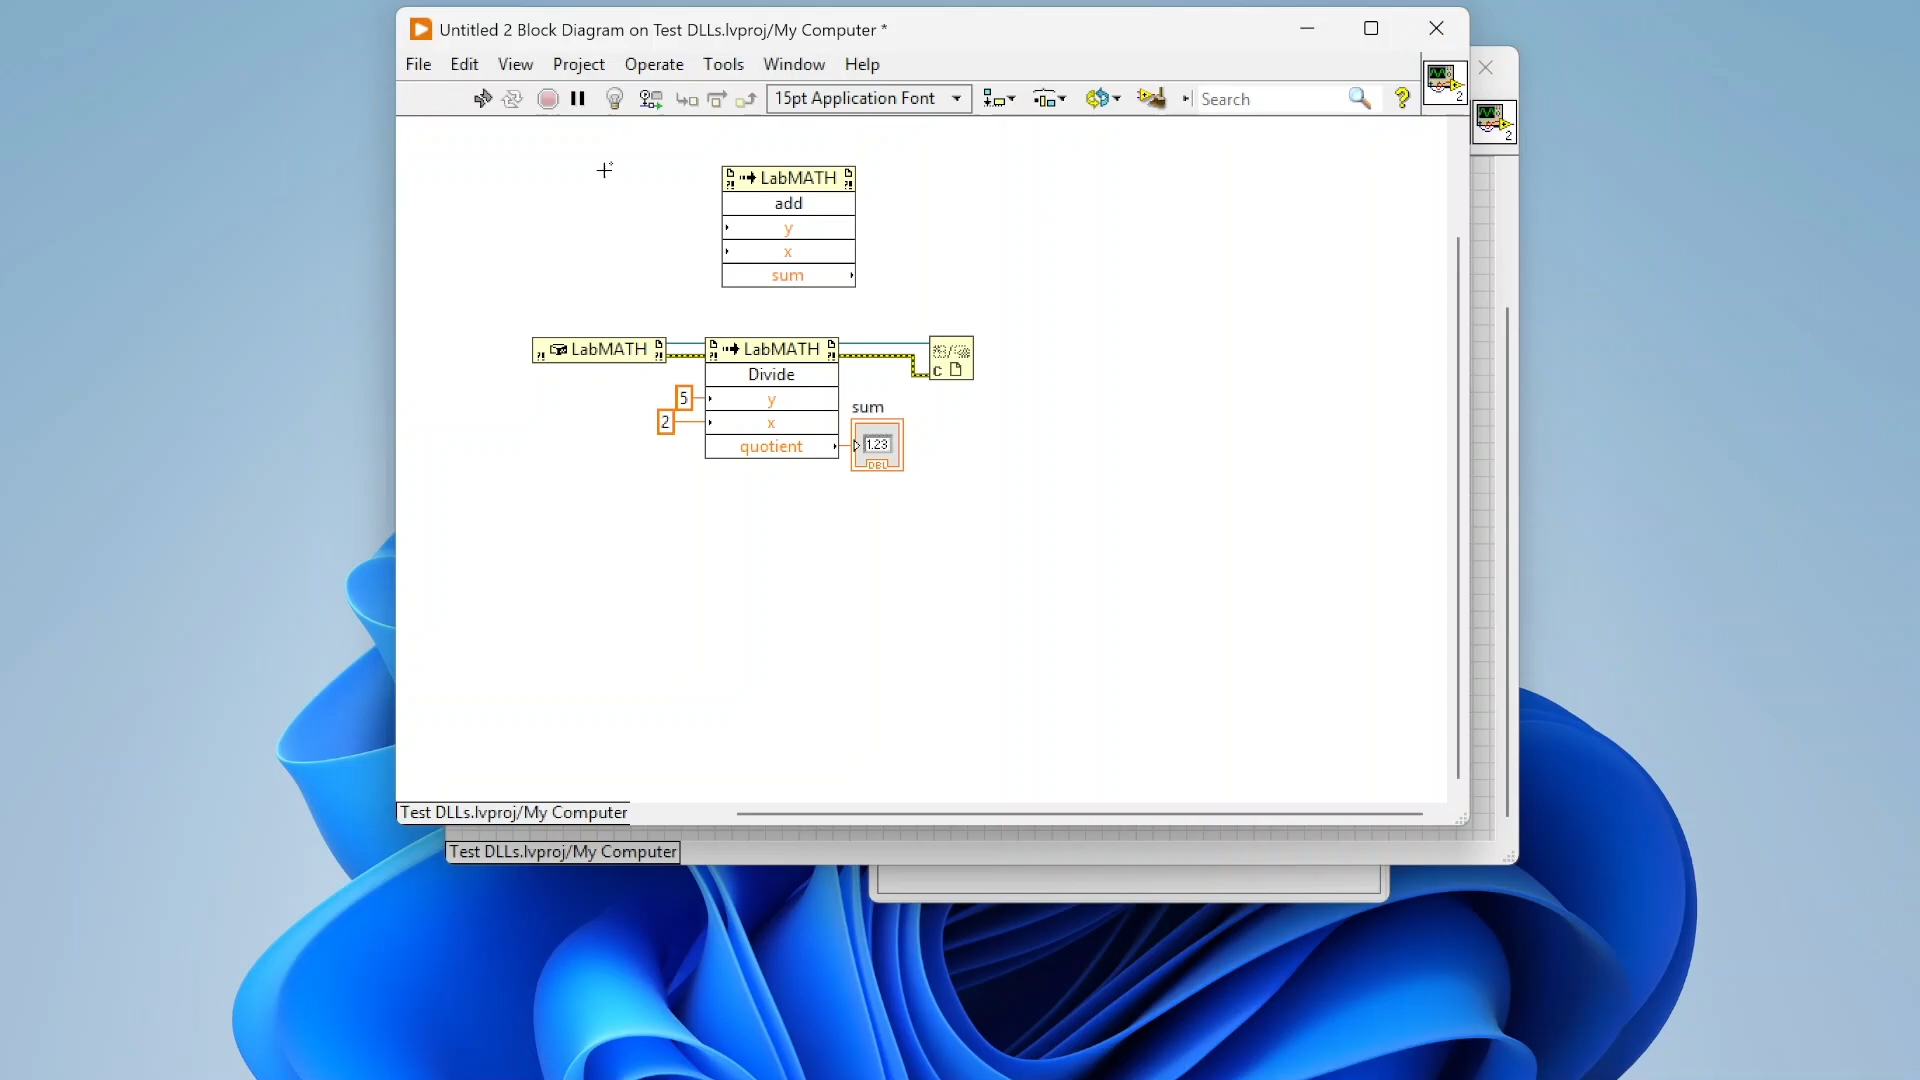 Untitled 2 Block Diagram on Test DLLs.lvproj/My Computer *
File Edit View Project Operate Tools Window Help
15pt Application Font Search ? 2
2
LabMATH
add
y
x
sum
LabMATH LabMATH
Divide
5 y
sum
2 x
quotient 1.23
DBL
C
Test DLLs.lvproj/My Computer
Test DLLs.lvproj/My Computer